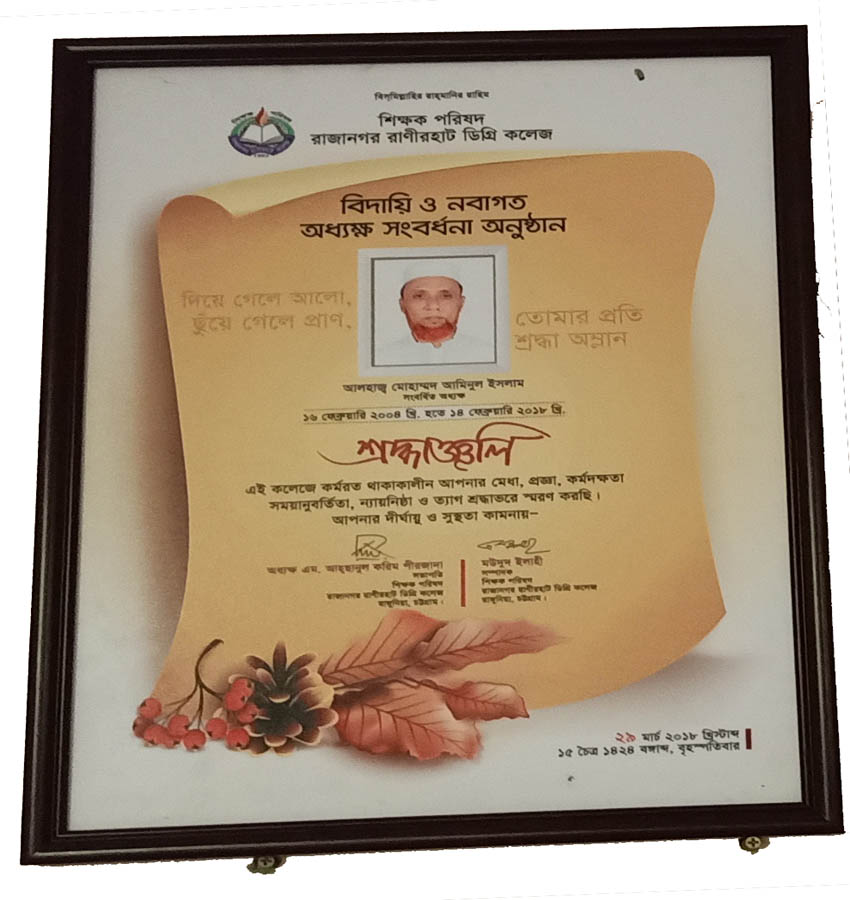 বিস্‌মিল্লাহির রাহ্‌মানির রাহিম
শিক্ষক পরিষদ
রাজানগর রাণীরহাট ডিগ্রি কলেজ
বিদায়ি ও নবাগত
অধ্যক্ষ সংবর্ধনা অনুষ্ঠান
দিয়ে গেলে আলো,
ছুঁয়ে গেলে প্রাণ,
তোমার প্রতি
শ্রদ্ধা অম্লান
আলহাজ্ব মোহাম্মদ আমিনুল ইসলাম
সংবর্ধিত অধ্যক্ষ
১৬ ফেব্রুয়ারি ২০০৪ খ্রি. হতে ১৪ ফেব্রুয়ারি ২০১৮ খ্রি.
শ্রদ্ধাঞ্জলি
এই কলেজে কর্মরত থাকাকালীন আপনার মেধা, প্রজ্ঞা, কর্মদক্ষতা
সময়ানুবর্তিতা, ন্যায়নিষ্ঠা ও ত্যাগ শ্রদ্ধাভরে স্মরণ করছি।
আপনার দীর্ঘায়ু ও সুস্থতা কামনায়–
অধ্যক্ষ এম. আহ্ছানুল করিম পীরজাদা
সভাপতি
শিক্ষক পরিষদ
রাজানগর রাণীরহাট ডিগ্রি কলেজ
রাঙ্গুনিয়া, চট্টগ্রাম।
মউদুদ ইলাহী
সম্পাদক
শিক্ষক পরিষদ
রাজানগর রাণীরহাট ডিগ্রি কলেজ
রাঙ্গুনিয়া, চট্টগ্রাম।
২৯ মার্চ ২০১৮ খ্রিস্টাব্দ
১৫ চৈত্র ১৪২৪ বঙ্গাব্দ, বৃহস্পতিবার